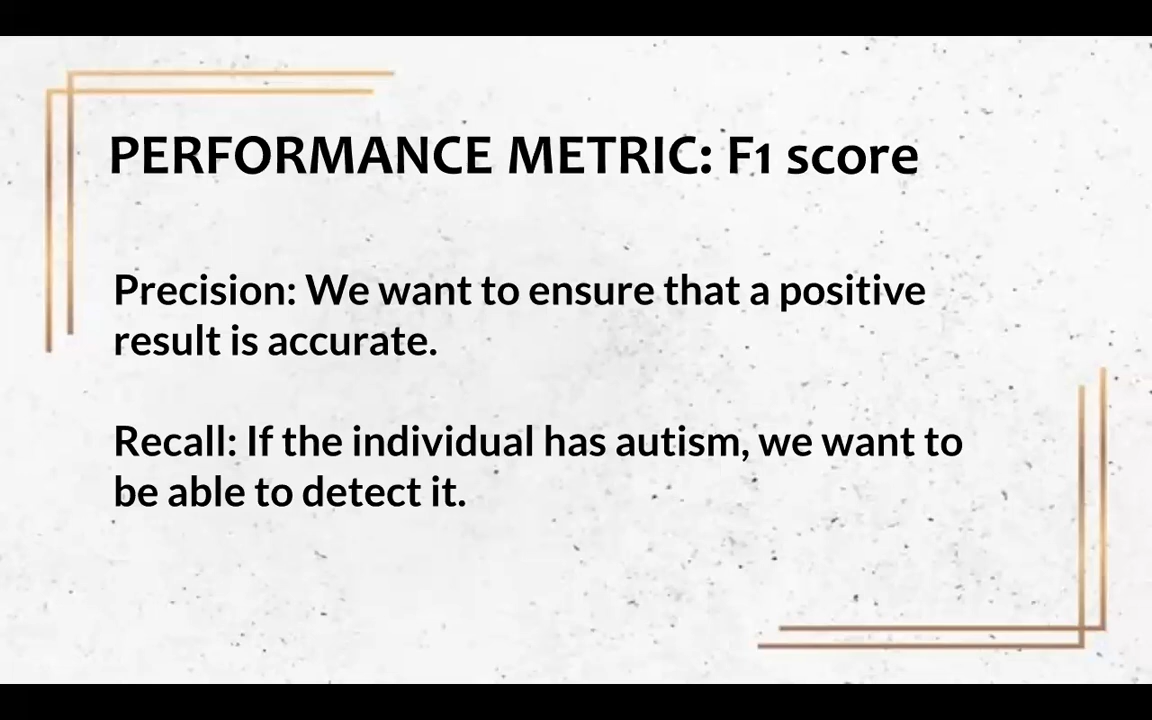 PERFORMANCE METRIC: F1 score
Precision: We want to ensure that a positive
result is accurate.
Recall: If the individual has autism, we want to
be able to detect it.